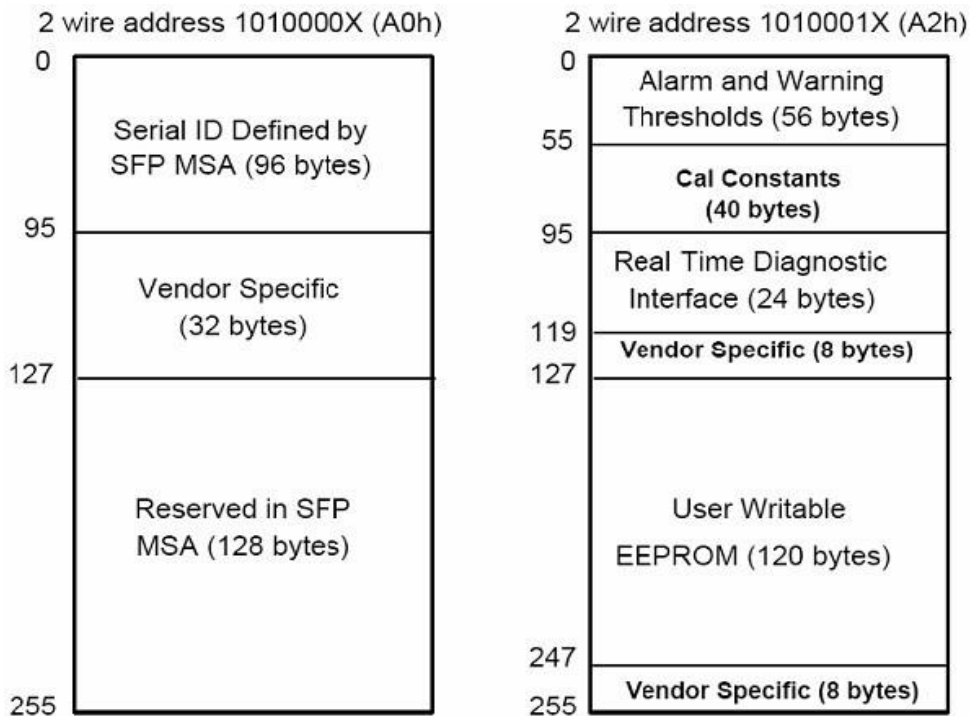 2 wire address 1010000X (A0h)
0
Serial ID Defined by
SFP MSA (96 bytes)
95
Vendor Specific
(32 bytes)
127
Reserved in SFP
MSA (128 bytes)
255
2 wire address 1010001X (A2h)
0
Alarm and Warning
Thresholds (56 bytes)
55
Cal Constants
(40 bytes)
95
Real Time Diagnostic
Interface (24 bytes)
119
Vendor Specific (8 bytes)
127
User Writable
EEPROM (120 bytes)
247
Vendor Specific (8 bytes)
255